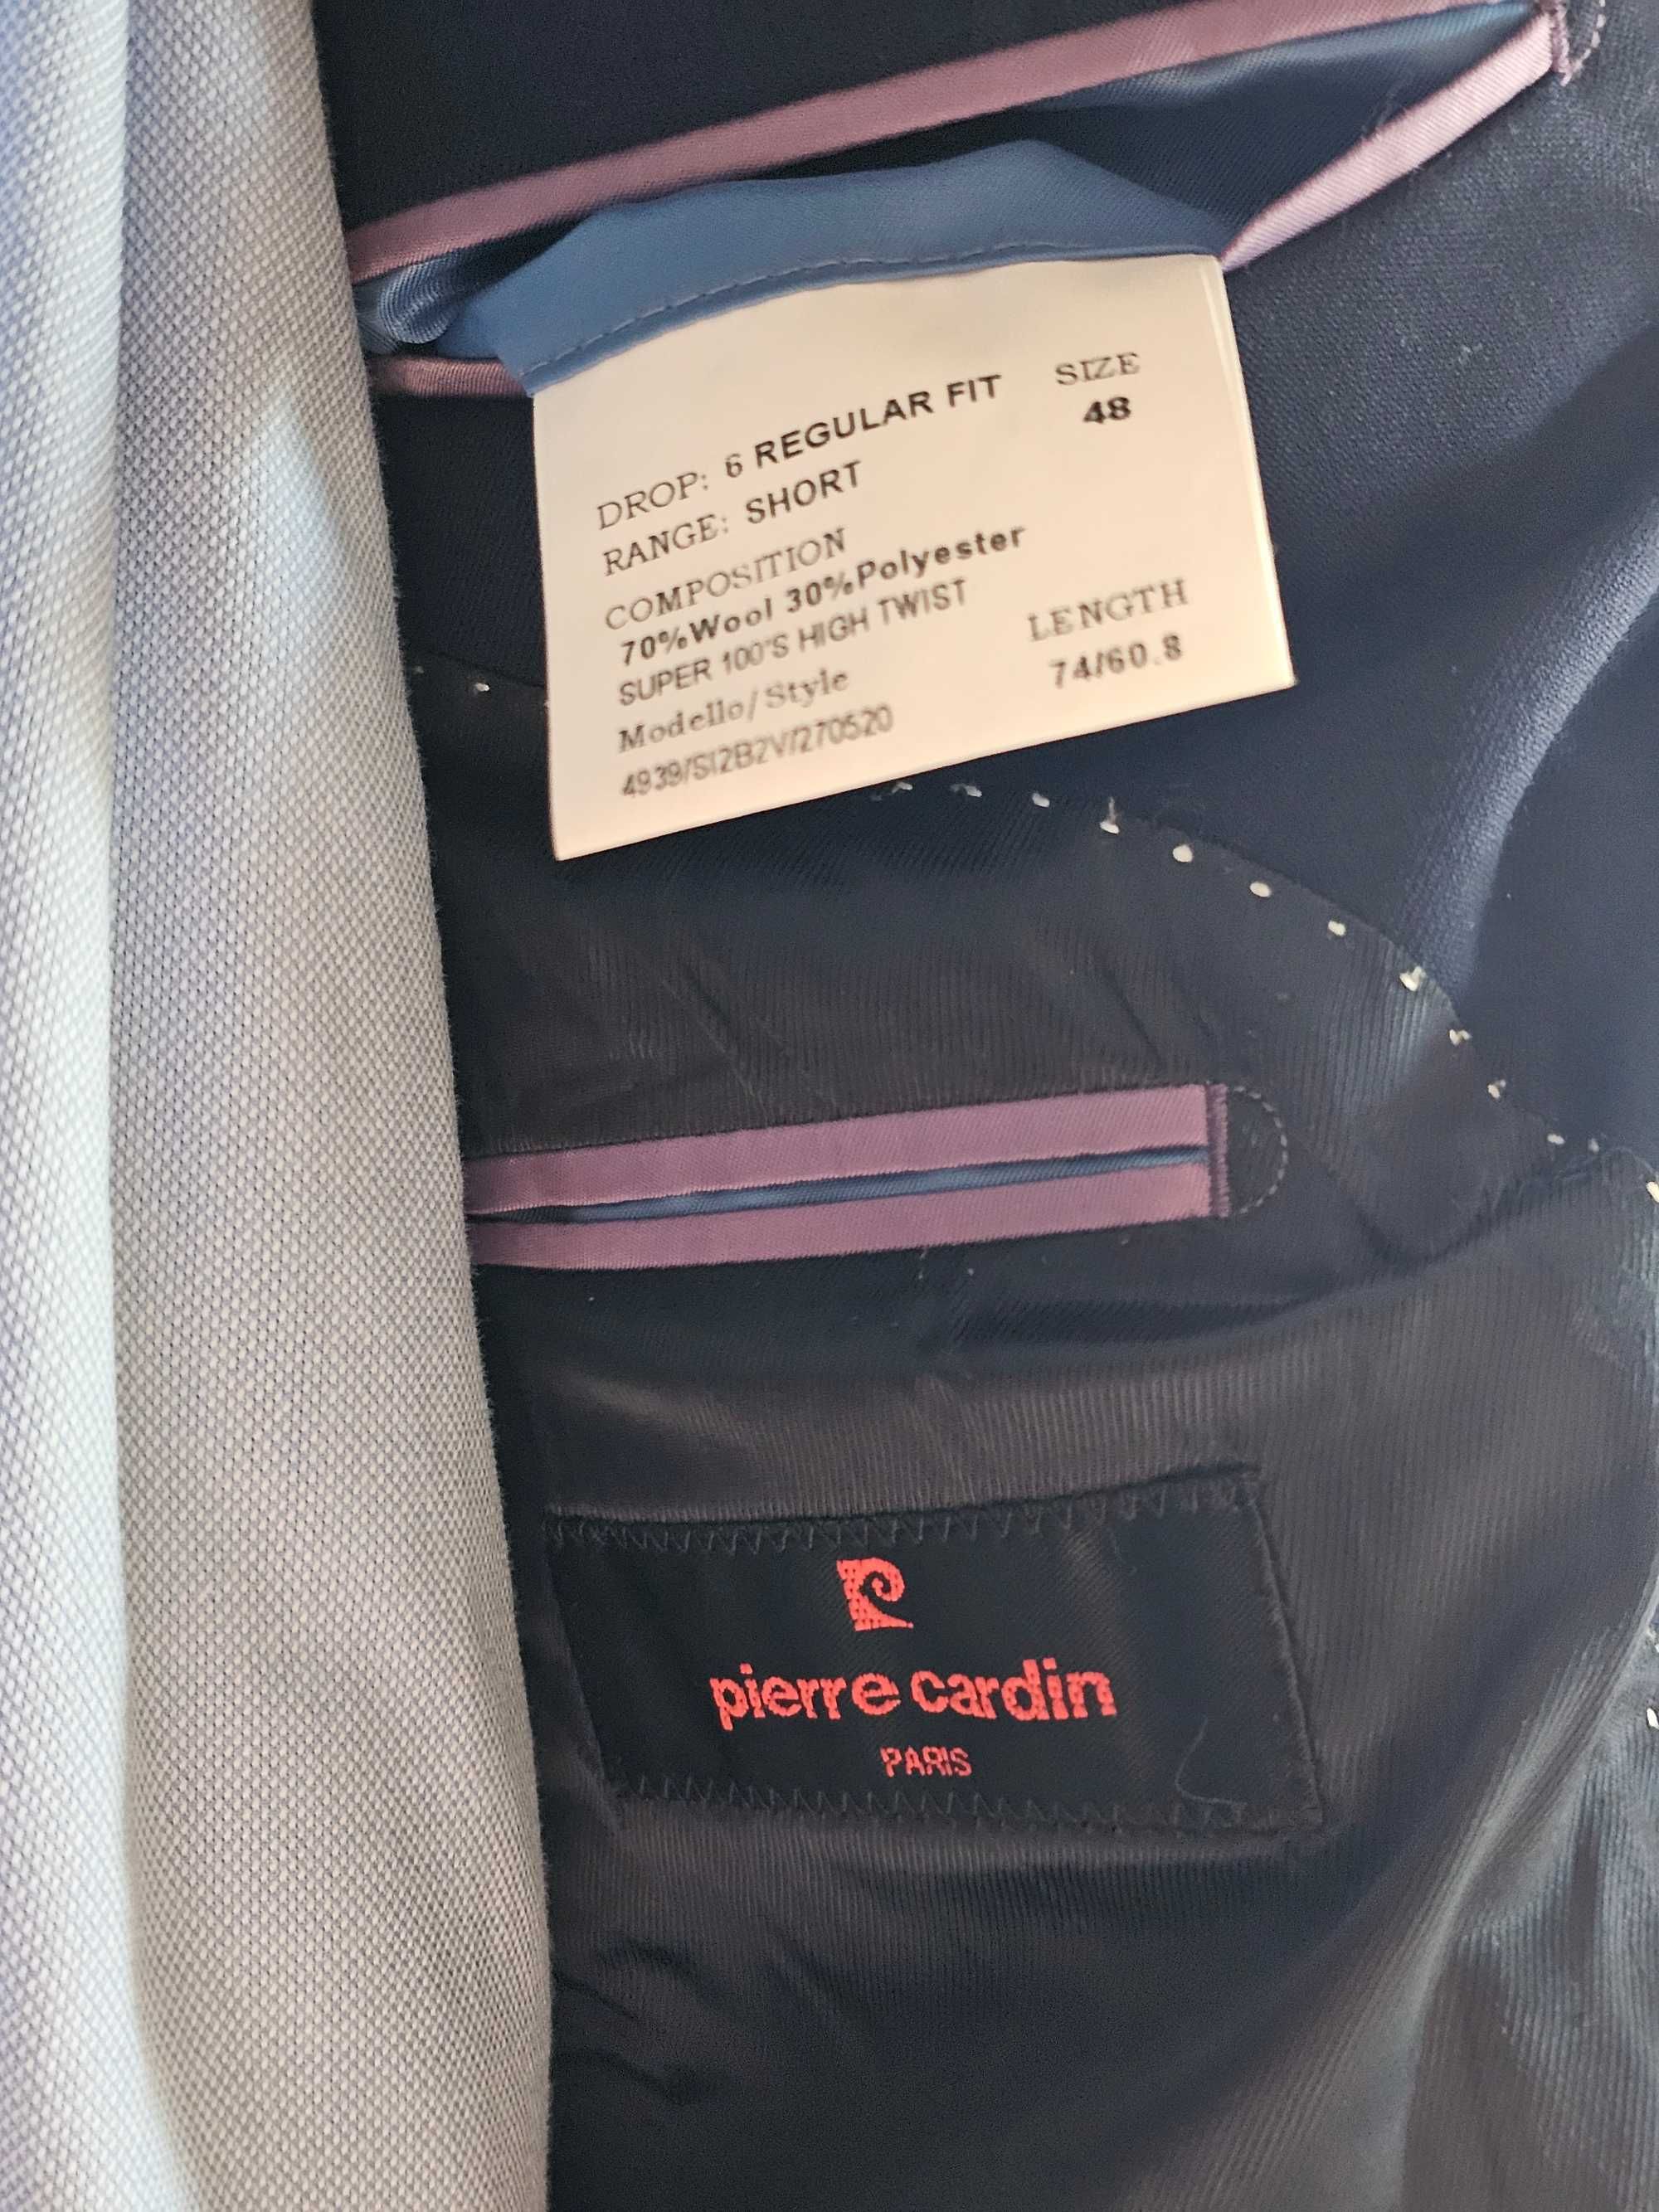 DROP: 6 REGULAR FIT SIZE
48
RANGE: SHORT
COMPOSITION
70%Wool 30%Polyester
SUPER 100'S HIGH TWIST
LENGTH
74/60.8
Modello/Style
4939/SI2B2V/270520
pierre cardin
PARIS